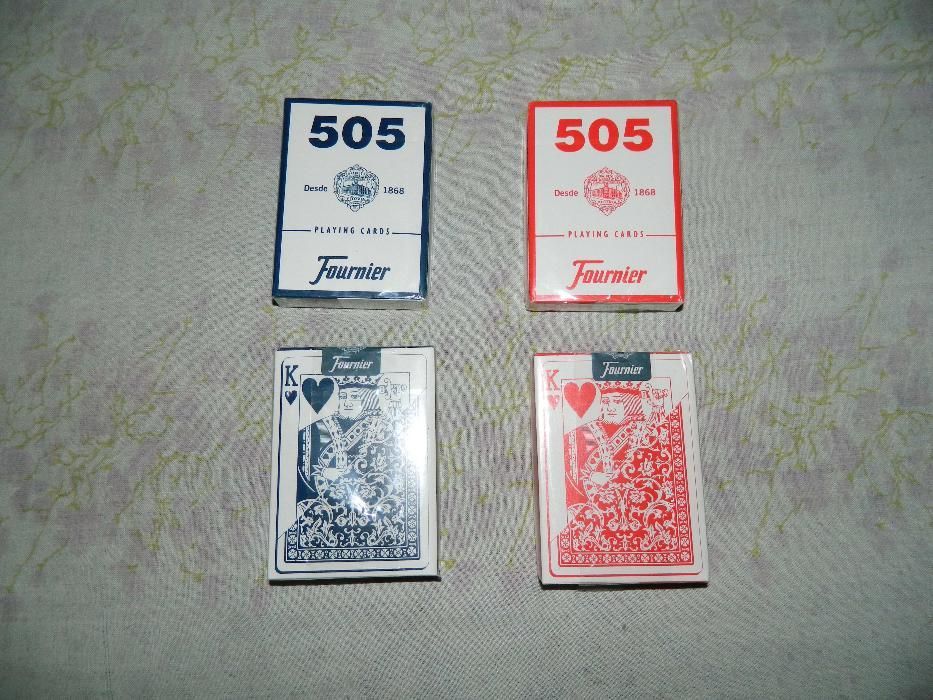 505
Desde 1868
PLAYING CARDS
Fournier
505
Desde 1868
PLAYING CARDS
Fournier
Fournier
K
Fournier
K